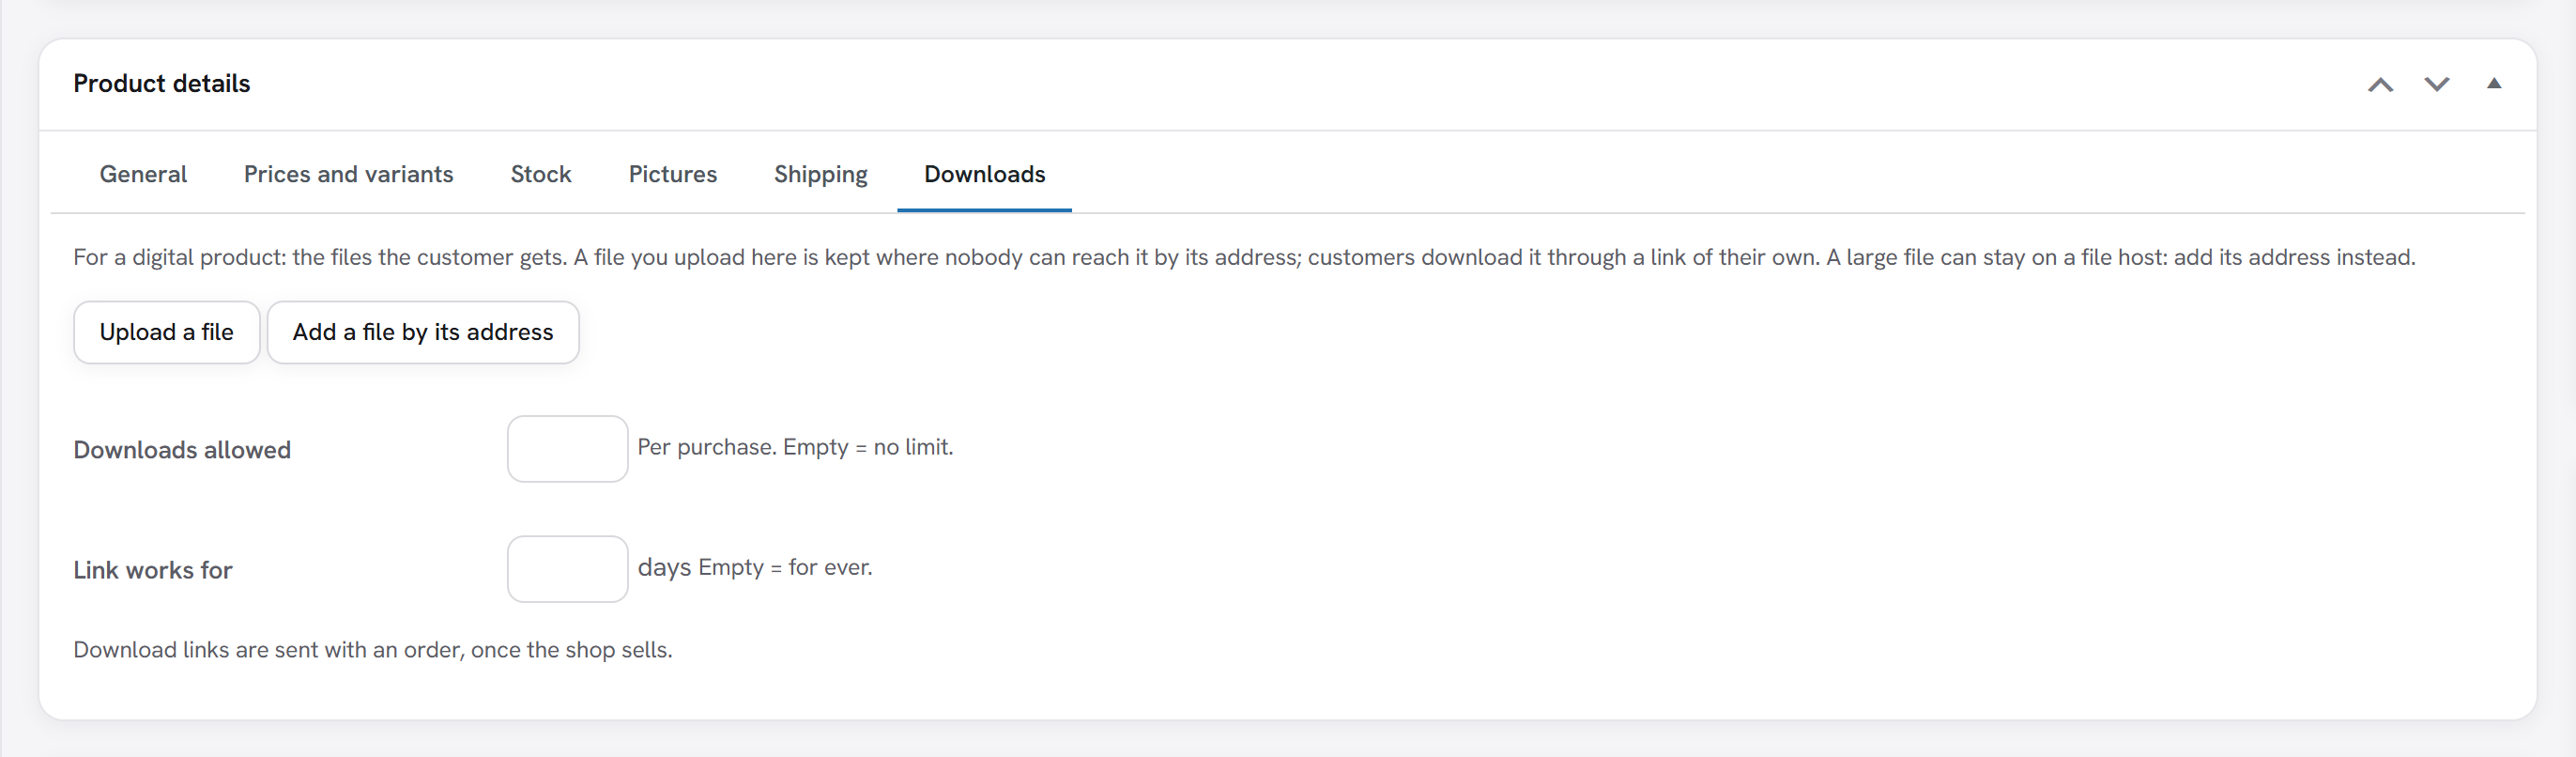 Product details
General Prices and variants Stock Pictures Shipping Downloads
For a digital product: the files the customer gets. A file you upload here is kept where nobody can reach it by its address; customers download it through a link of their own. A large file can stay on a file host: add its address instead.
Upload a file Add a file by its address
Downloads allowed Per purchase. Empty = no limit.
Link works for days Empty = for ever.
Download links are sent with an order, once the shop sells.